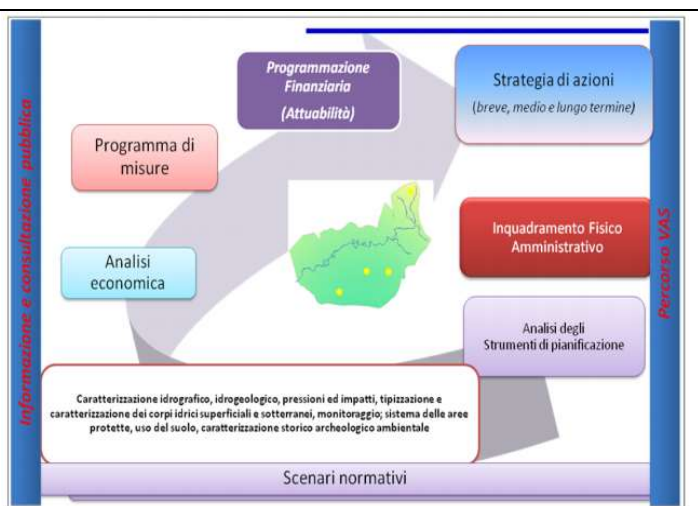 Informazione e consultazione pubblica
Programmazione
Finanziaria
(Attuabilità)
Strategia di azioni
(breve, medio e lungo termine)
Programma di
misure
Inquadramento Fisico
Amministrativo
Analisi
economica
Analisi degli
Strumenti di pianificazione
Caratterizzazione idrografico, idrogeologico, pressioni ed impatti, tipizzazione e
caratterizzazione dei corpi idrici superficiali e sotterranei, monitoraggio; sistema delle aree
protette, uso del suolo, caratterizzazione storico archeologico ambientale
Scenari normativi
Percorso VAS